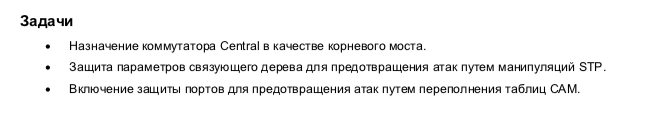 Задачи
• Назначение коммутатора Central в качестве корневого моста.
• Защита параметров связующего дерева для предотвращения атак путем манипуляций STP.
• Включение защиты портов для предотвращения атак путем переполнения таблиц CAM.